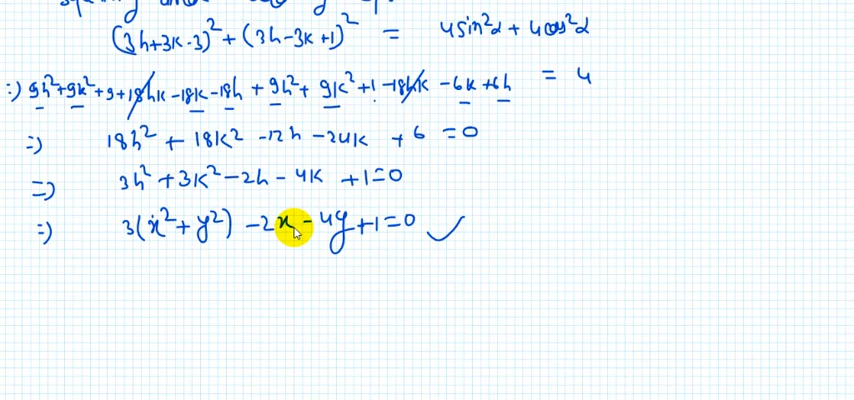 (3h+3k-3)² + (3h-3k+1)² = 4sin²α + 4cos²α
:) 9h²+9k²+9+18hk-18k-18h + 9h²+ 9k²+1-18hk-6k+6h = 4
=) 18h² + 18k² -12h -24k +6 =0
=) 3h² +3k²-2h - 4k +1=0
=) 3(x²+y²) -2x-4y+1=0 ✓